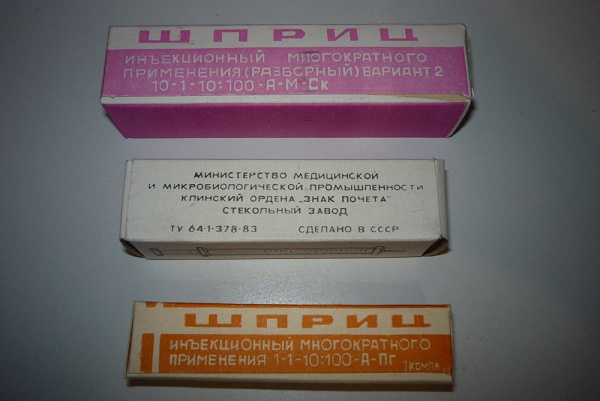 ШПРИЦ
ИНЪЕКЦИОННЫЙ МНОГОКРАТНОГО
ПРИМЕНЕНИЯ (РАЗБОРНЫЙ) ВАРИАНТ 2
10-1-10:100-А-М-Ск
МИНИСТЕРСТВО МЕДИЦИНСКОЙ
И МИКРОБИОЛОГИЧЕСКОЙ ПРОМЫШЛЕННОСТИ
КЛИНСКИЙ ОРДЕНА „ЗНАК ПОЧЕТА"
СТЕКОЛЬНЫЙ ЗАВОД
ТУ 64-1-378-83 СДЕЛАНО В СССР
ШПРИЦ
ИНЪЕКЦИОННЫЙ МНОГОКРАТНОГО
ПРИМЕНЕНИЯ 1-1-10:100-А-Пг
1 КОМПЛ.